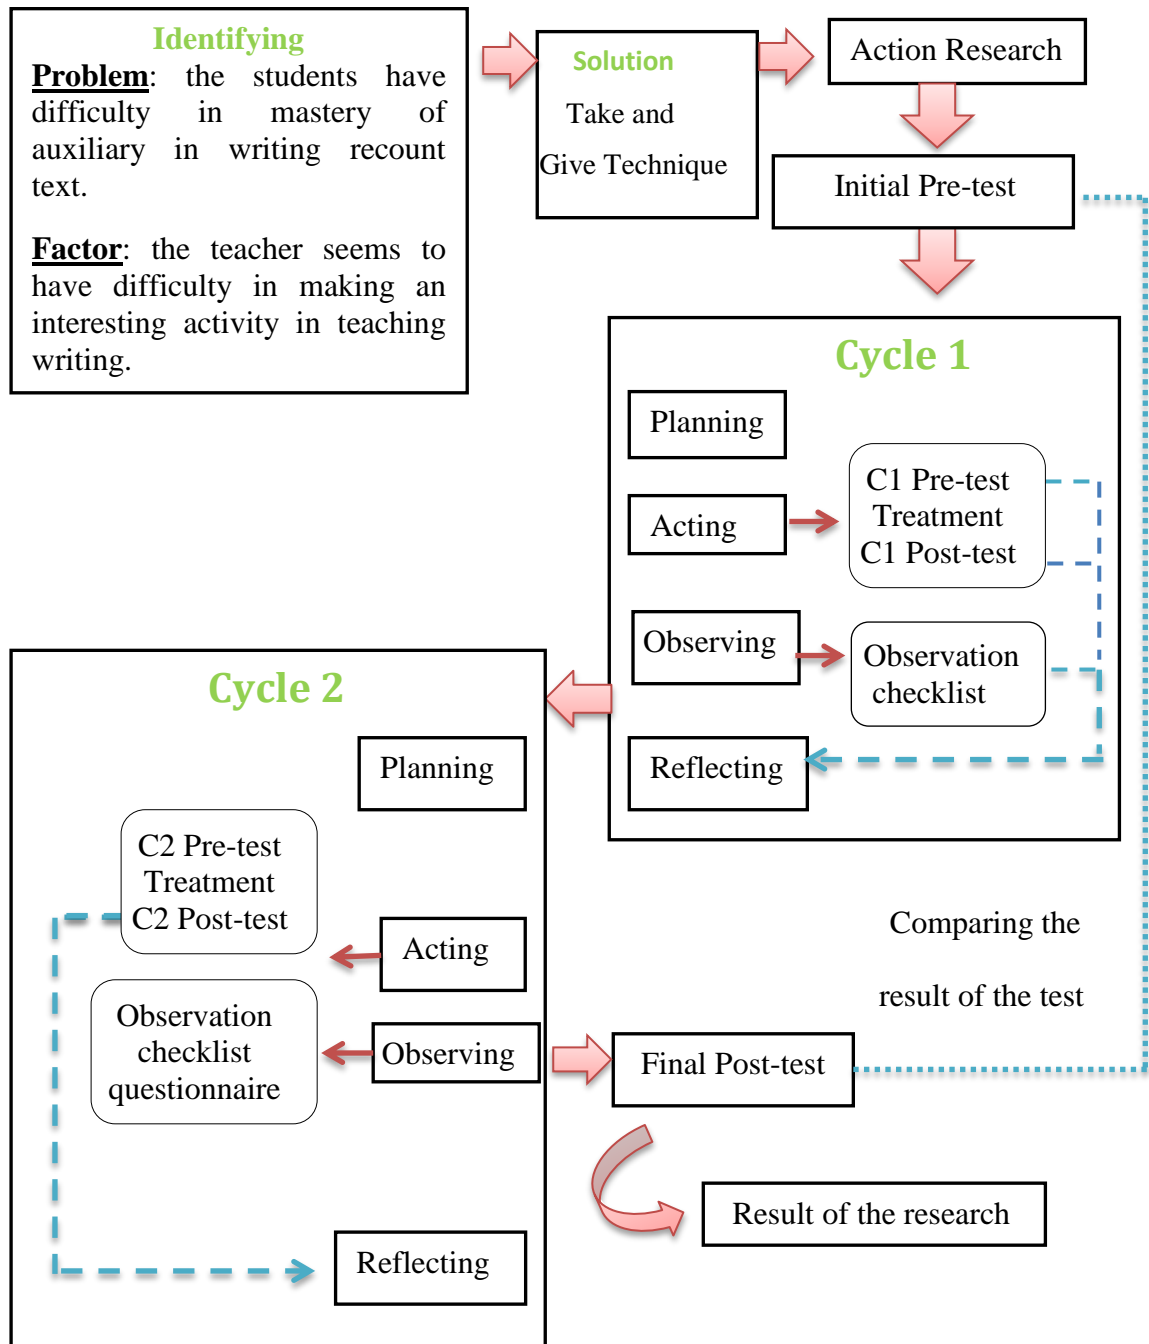 Identifying
Problem: the students have
difficulty in mastery of
auxiliary in writing recount
text.
Factor: the teacher seems to
have difficulty in making an
interesting activity in teaching
writing.
Solution
Take and
Give Technique
Action Research
Initial Pre-test
Cycle 1
Planning
Acting
C1 Pre-test
Treatment
C1 Post-test
Observing
Observation
checklist
Reflecting
Cycle 2
Planning
C2 Pre-test
Treatment
C2 Post-test
Acting
Observation
checklist
questionnaire
Observing
Reflecting
Comparing the
result of the test
Final Post-test
Result of the research